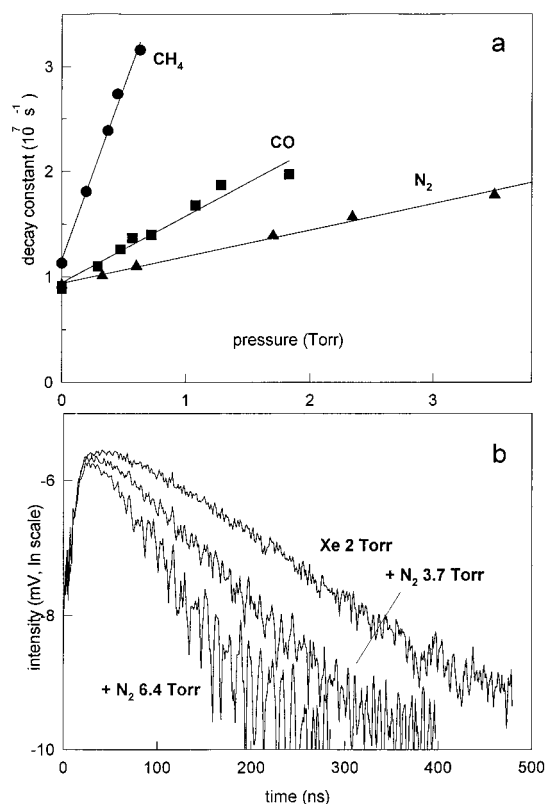 a
3
CH₄
CO
N₂
2
1
0
decay constant (10⁷ s⁻¹)
pressure (Torr)
0 1 2 3
b
-6
Xe 2 Torr
+ N₂ 3.7 Torr
-8
+ N₂ 6.4 Torr
-10
intensity (mV, ln scale)
0 100 200 300 400 500
time (ns)